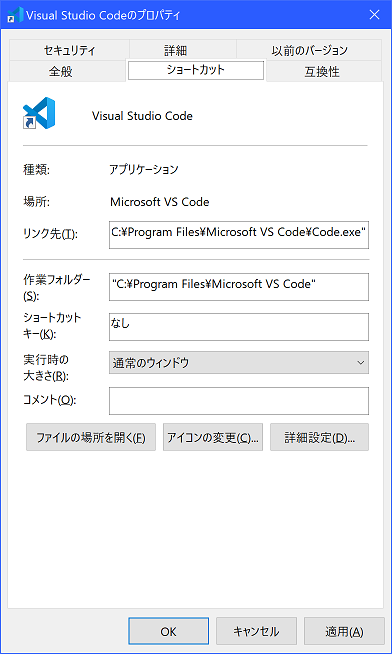 Visual Studio Codeのプロパティ
セキュリティ 詳細 以前のバージョン
全般 ショートカット 互換性
Visual Studio Code
種類: アプリケーション
場所: Microsoft VS Code
リンク先(T): C:¥Program Files¥Microsoft VS Code¥Code.exe"
作業フォルダー
(S): "C:¥Program Files¥Microsoft VS Code"
ショートカット
キー(K): なし
実行時の
大きさ(R): 通常のウィンドウ
コメント(O):
ファイルの場所を開く(F) アイコンの変更(C)... 詳細設定(D)...
OK キャンセル 適用(A)